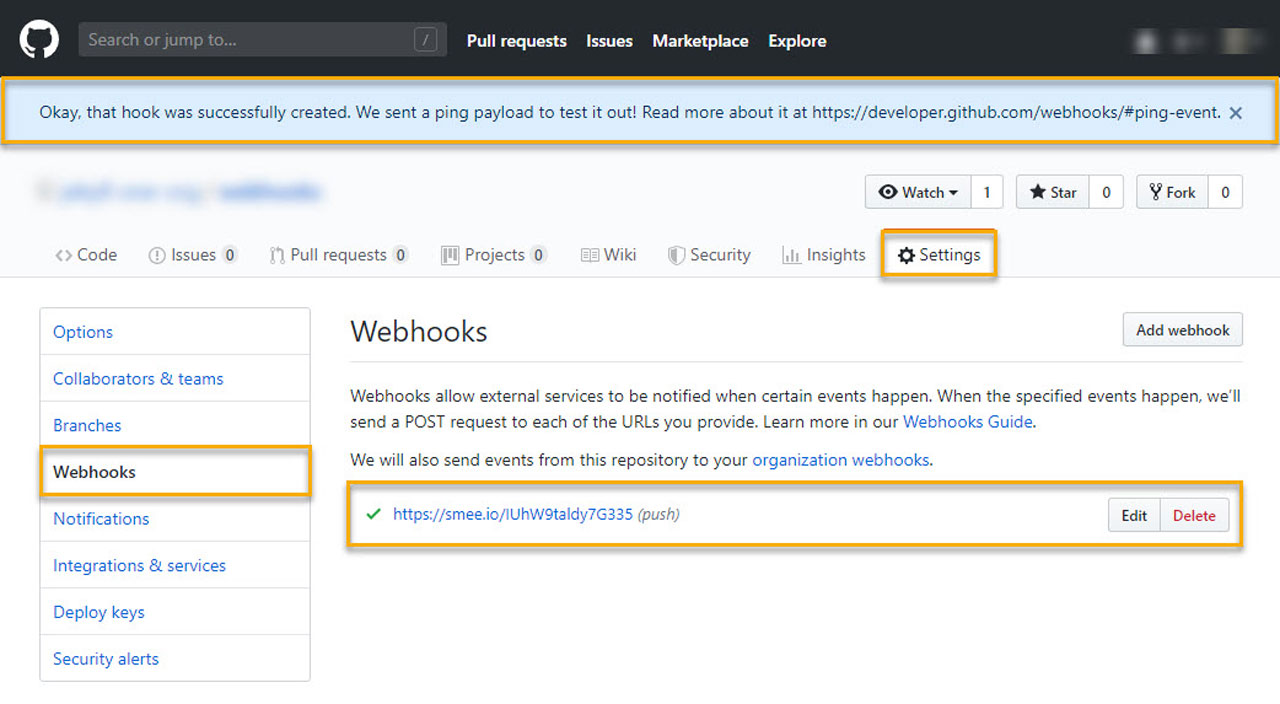 Search or jump to... / Pull requests Issues Marketplace Explore
Okay, that hook was successfully created. We sent a ping payload to test it out! Read more about it at https://developer.github.com/webhooks/#ping-event. ×
Watch 1 Star 0 Fork 0
Code Issues 0 Pull requests 0 Projects 0 Wiki Security Insights Settings
Options
Collaborators & teams
Branches
Webhooks
Notifications
Integrations & services
Deploy keys
Security alerts
Webhooks Add webhook
Webhooks allow external services to be notified when certain events happen. When the specified events happen, we’ll
send a POST request to each of the URLs you provide. Learn more in our Webhooks Guide.
We will also send events from this repository to your organization webhooks.
https://smee.io/IUhW9taldy7G335 (push) Edit Delete